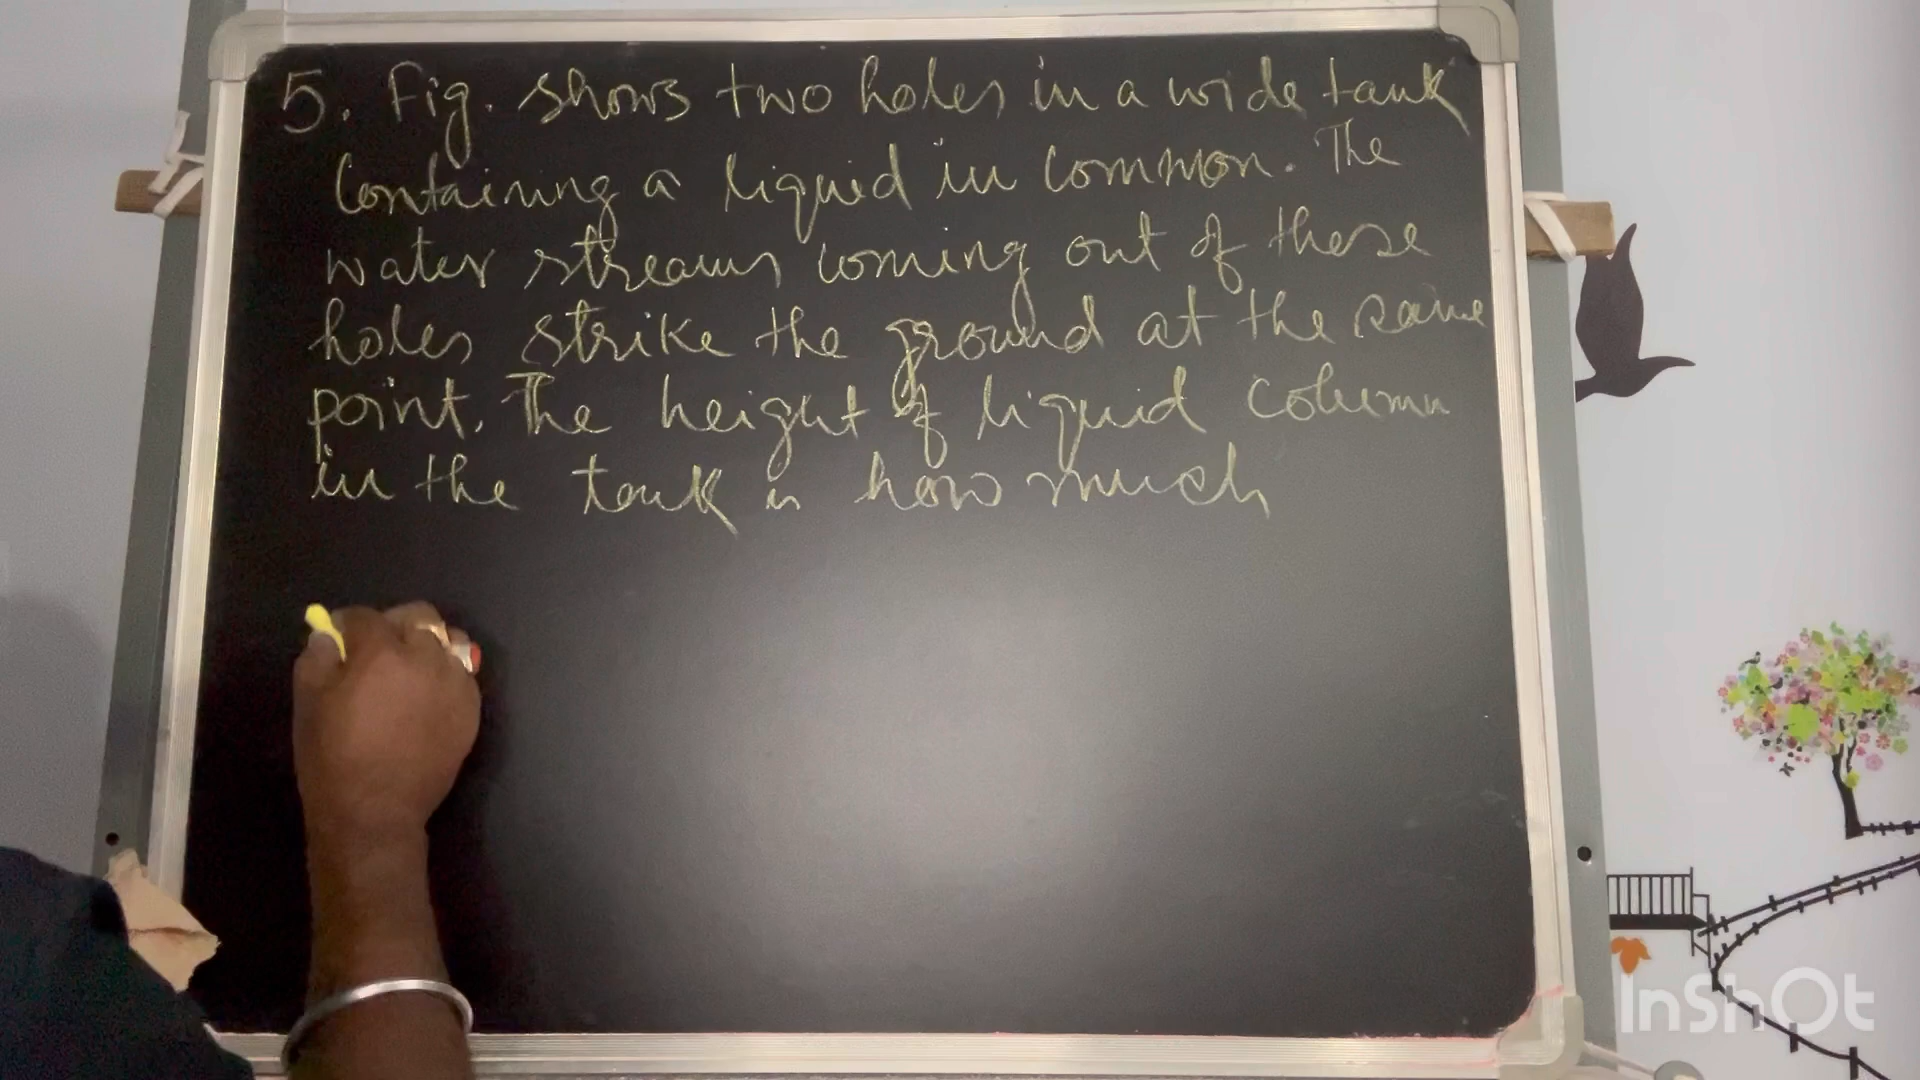 5. Fig. shows two holes in a wide tank
Containing a liquid in common. The
water streams coming out of these
holes strike the ground at the same
point. The height of liquid column
in the tank is how much
InShOt